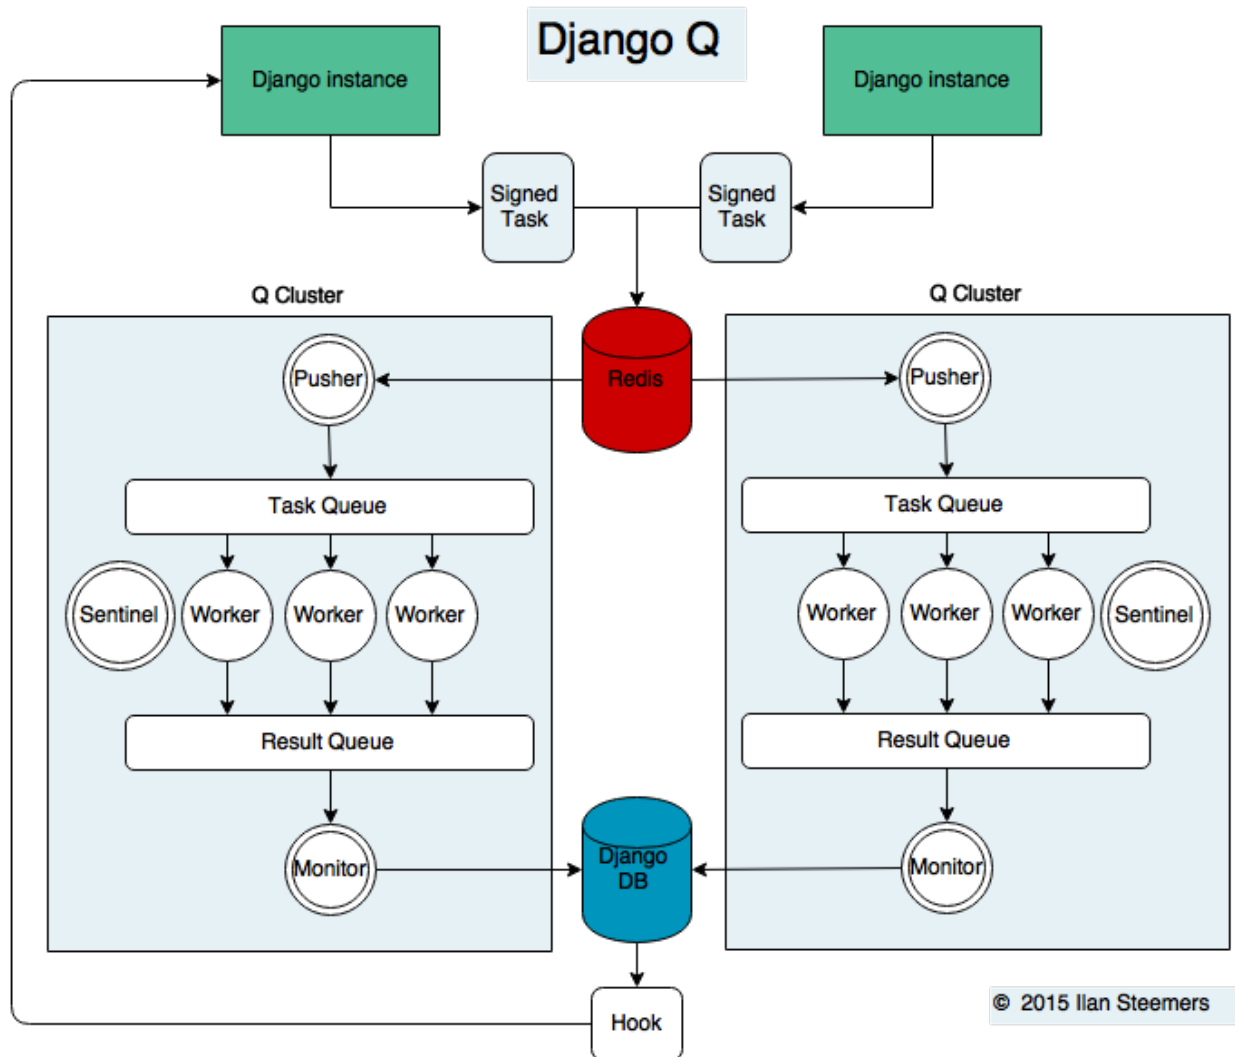 Django Q
Django instance
Django instance
Signed
Task
Signed
Task
Q Cluster
Q Cluster
Pusher
Redis
Pusher
Task Queue
Task Queue
Sentinel
Worker
Worker
Worker
Worker
Worker
Worker
Sentinel
Result Queue
Result Queue
Monitor
Django
DB
Monitor
Hook
© 2015 Ilan Steemers